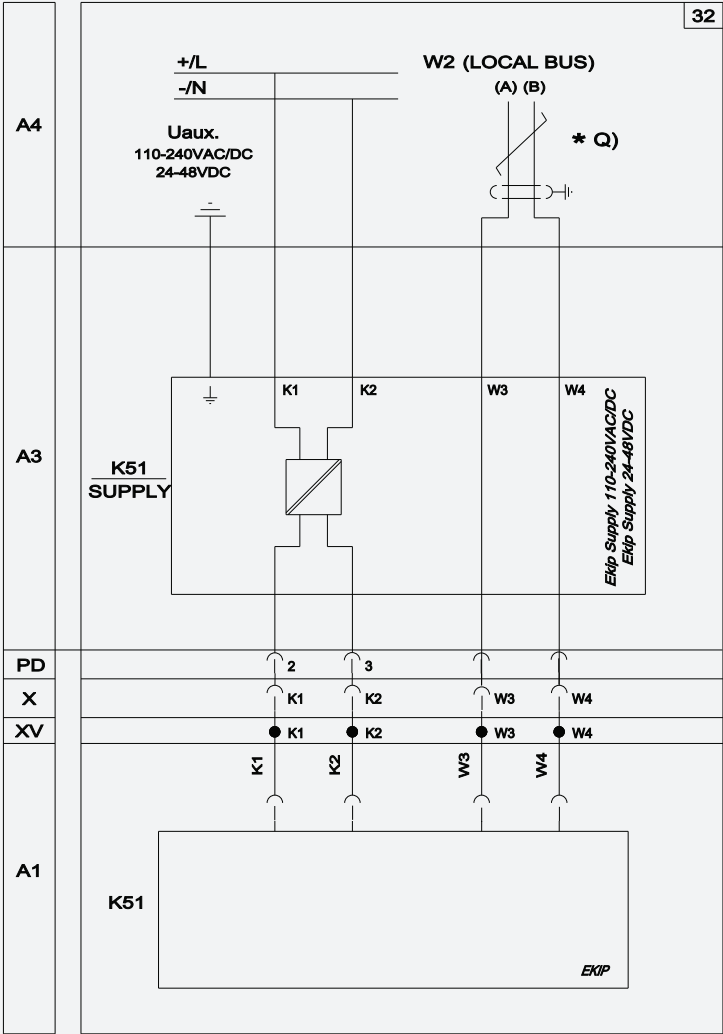 32
+/L
-/N
W2 (LOCAL BUS)
(A) (B)
* Q)
A4
Uaux.
110-240VAC/DC
24-48VDC
K1 K2 W3 W4
Ekip Supply 110-240VAC/DC
Ekip Supply 24-48VDC
A3
K51
SUPPLY
PD 2 3
X K1 K2 W3 W4
XV K1 K2 W3 W4
K1 K2 W3 W4
A1
K51
EKIP